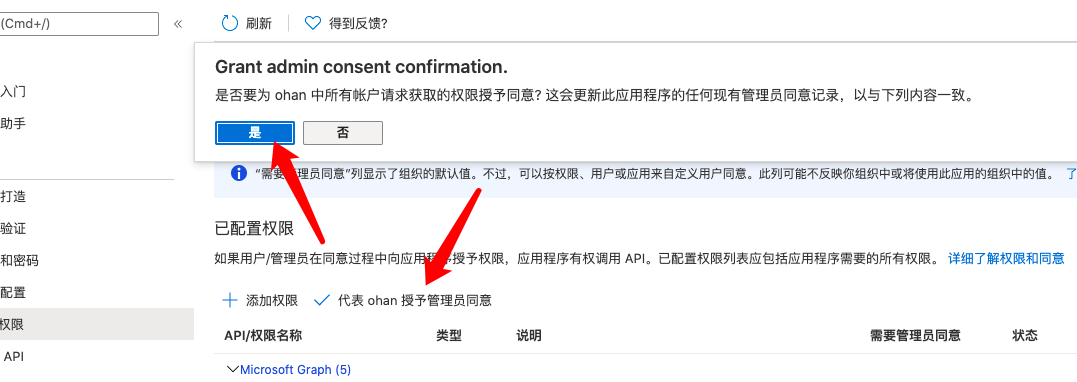 (Cmd+/)
«
刷新
得到反馈?
Grant admin consent confirmation.
是否要为 ohan 中所有帐户请求获取的权限授予同意? 这会更新此应用程序的任何现有管理员同意记录，以与下列内容一致。
是
否
入门
助手
“需要管理员同意”列显示了组织的默认值。不过，可以按权限、用户或应用来自定义用户同意。此列可能不反映你组织中或将使用此应用的组织中的值。 了
打造
验证
和密码
配置
权限
API
已配置权限
如果用户/管理员在同意过程中向应用程序授予权限，应用程序有权调用 API。已配置权限列表应包括应用程序需要的所有权限。 详细了解权限和同意
添加权限
代表 ohan 授予管理员同意
API/权限名称 类型 说明 需要管理员同意 状态
Microsoft Graph (5)